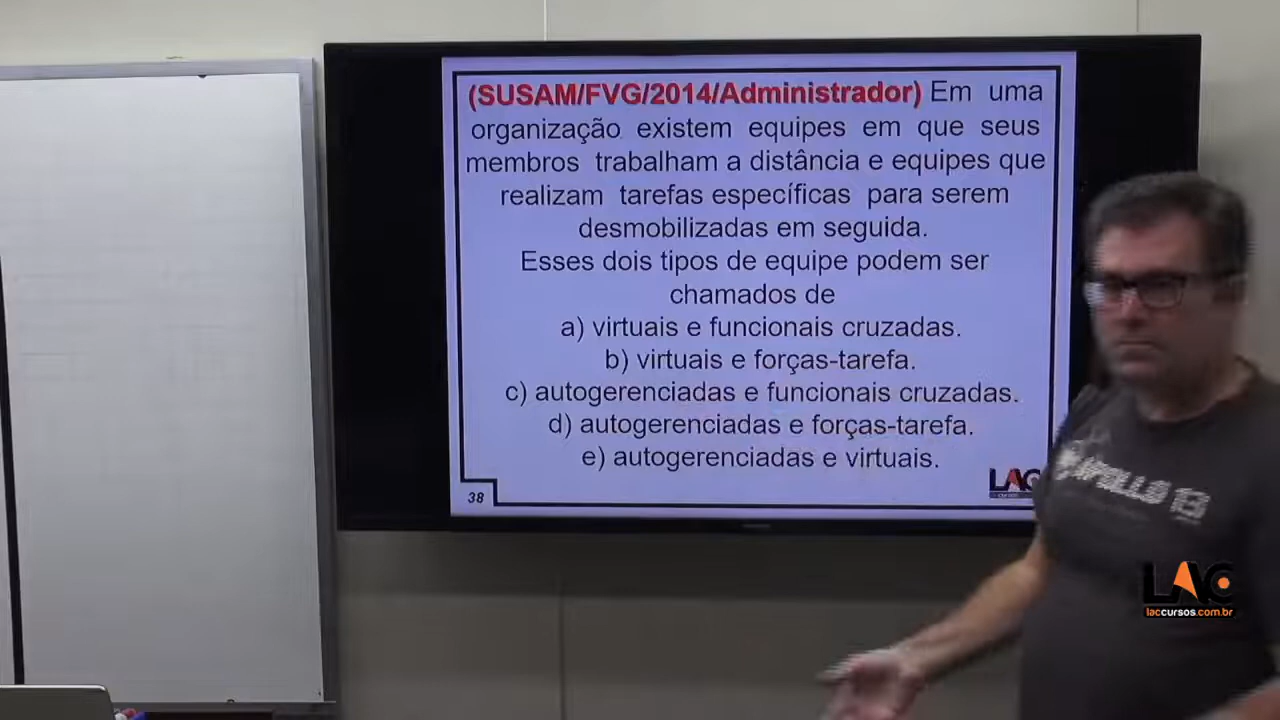 (SUSAM/FVG/2014/Administrador) Em uma
organização existem equipes em que seus
membros trabalham a distância e equipes que
realizam tarefas específicas para serem
desmobilizadas em seguida.
Esses dois tipos de equipe podem ser
chamados de
a) virtuais e funcionais cruzadas.
b) virtuais e forças-tarefa.
c) autogerenciadas e funcionais cruzadas.
d) autogerenciadas e forças-tarefa.
e) autogerenciadas e virtuais.
38
LAC
APOLLO 13
LAC
laccursos.com.br